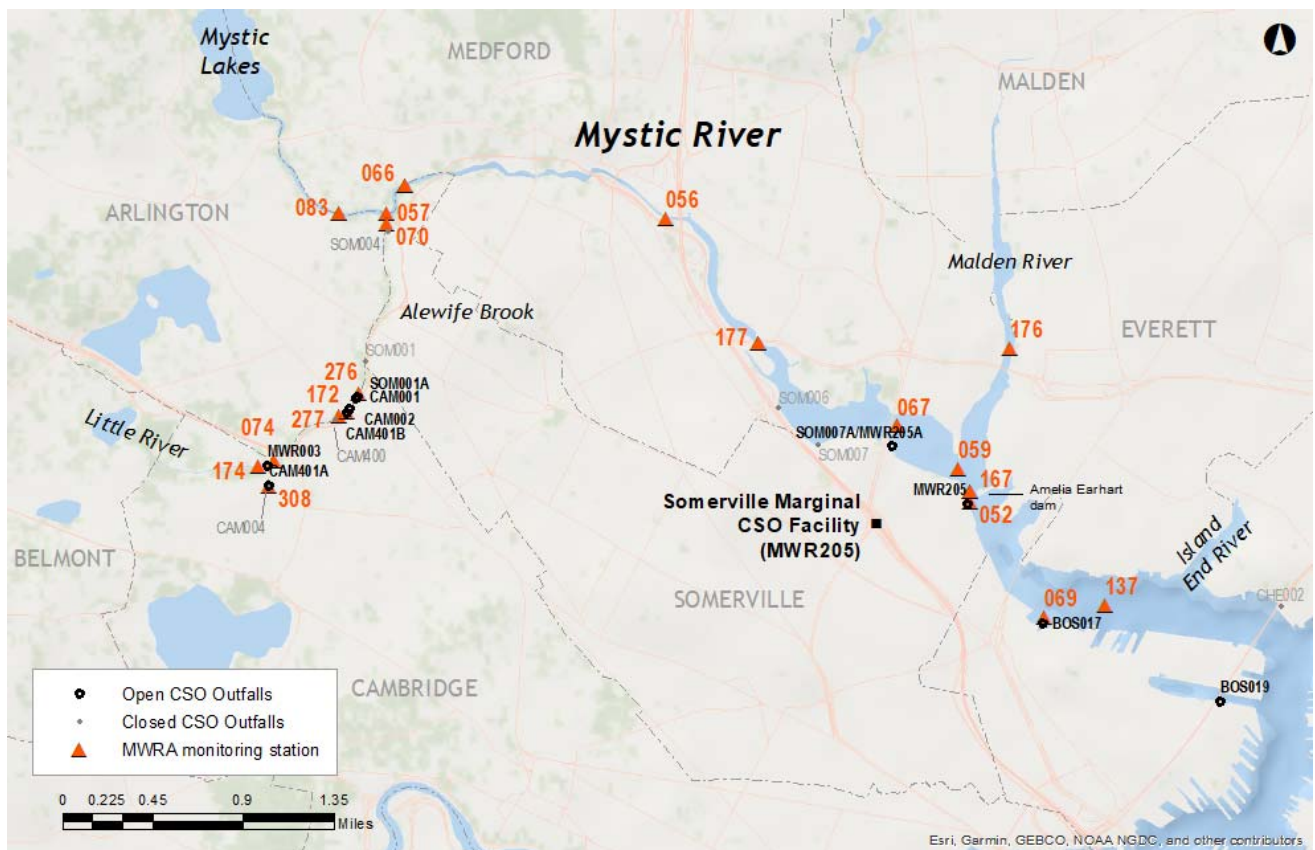 Mystic
Lakes
MEDFORD
MALDEN
Mystic River
066
083
057
056
ARLINGTON
070
SOM004
Malden River
Alewife Brook
177
176
EVERETT
SOM001
276
SOM001A
172
CAM001
SOM006
067
074
277
CAM002
SOM007A/MWR205A
Little River
CAM401B
SOM007
MWR003
CAM400
059
174
CAM401A
MWR205
167
Amelia Earhart
dam
308
052
CAM004
Somerville Marginal
CSO Facility
(MWR205)
Island
End River
BELMONT
SOMERVILLE
069
137
CHE002
BOS017
CAMBRIDGE
BOS019
Open CSO Outfalls
Closed CSO Outfalls
MWRA monitoring station
0 0.225 0.45 0.9 1.35
Miles
Esri, Garmin, GEBCO, NOAA NGDC, and other contributors